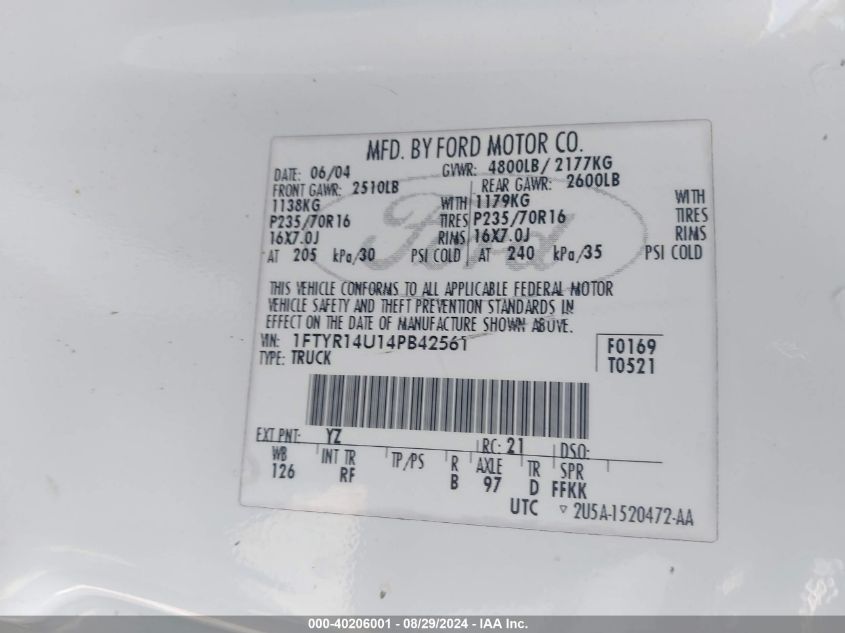 MFD. BY FORD MOTOR CO.
DATE: 06/04 GVWR: 4800LB / 2177KG
FRONT GAWR: 2510LB REAR GAWR: 2600LB
1138KG WITH 1179KG WITH
P235/70R16 TIRES P235/70R16 TIRES
16X7.0J RIMS 16X7.0J RIMS
AT 205 kPa/30 PSI COLD AT 240 kPa/35 PSI COLD
Ford
THIS VEHICLE CONFORMS TO ALL APPLICABLE FEDERAL MOTOR
VEHICLE SAFETY AND THEFT PREVENTION STANDARDS IN
EFFECT ON THE DATE OF MANUFACTURE SHOWN ABOVE.
VIN: 1FTYR14U14PB42561 F0169
TYPE: TRUCK T0521
EXT PNT: YZ RC: 21 DSO:
WB INT TR TP/PS R AXLE TR SPR
126 RF B 97 D FFKK
UTC ▽ 2U5A-1520472-AA
000-40206001 - 08/29/2024 - IAA Inc.